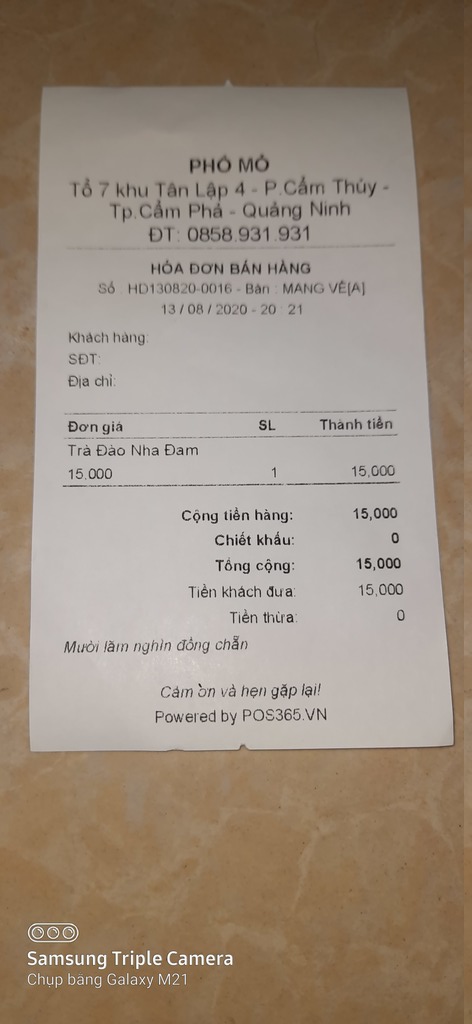 PHỐ MỎ
Tổ 7 khu Tân Lập 4 - P.Cẩm Thủy -
Tp.Cẩm Phả - Quảng Ninh
ĐT: 0858.931.931
HÓA ĐƠN BÁN HÀNG
Số : HD130820-0016 - Bàn : MANG VỀ[A]
13 / 08 / 2020 - 20 : 21
Khách hàng:
SĐT:
Địa chỉ:
Đơn giá SL Thành tiền
Trà Đào Nha Đam
15,000 1 15,000
Cộng tiền hàng: 15,000
Chiết khấu: 0
Tổng cộng: 15,000
Tiền khách đưa: 15,000
Tiền thừa: 0
Mười lăm nghìn đồng chẵn
Cảm ơn và hẹn gặp lại!
Powered by POS365.VN
Samsung Triple Camera
Chụp bằng Galaxy M21